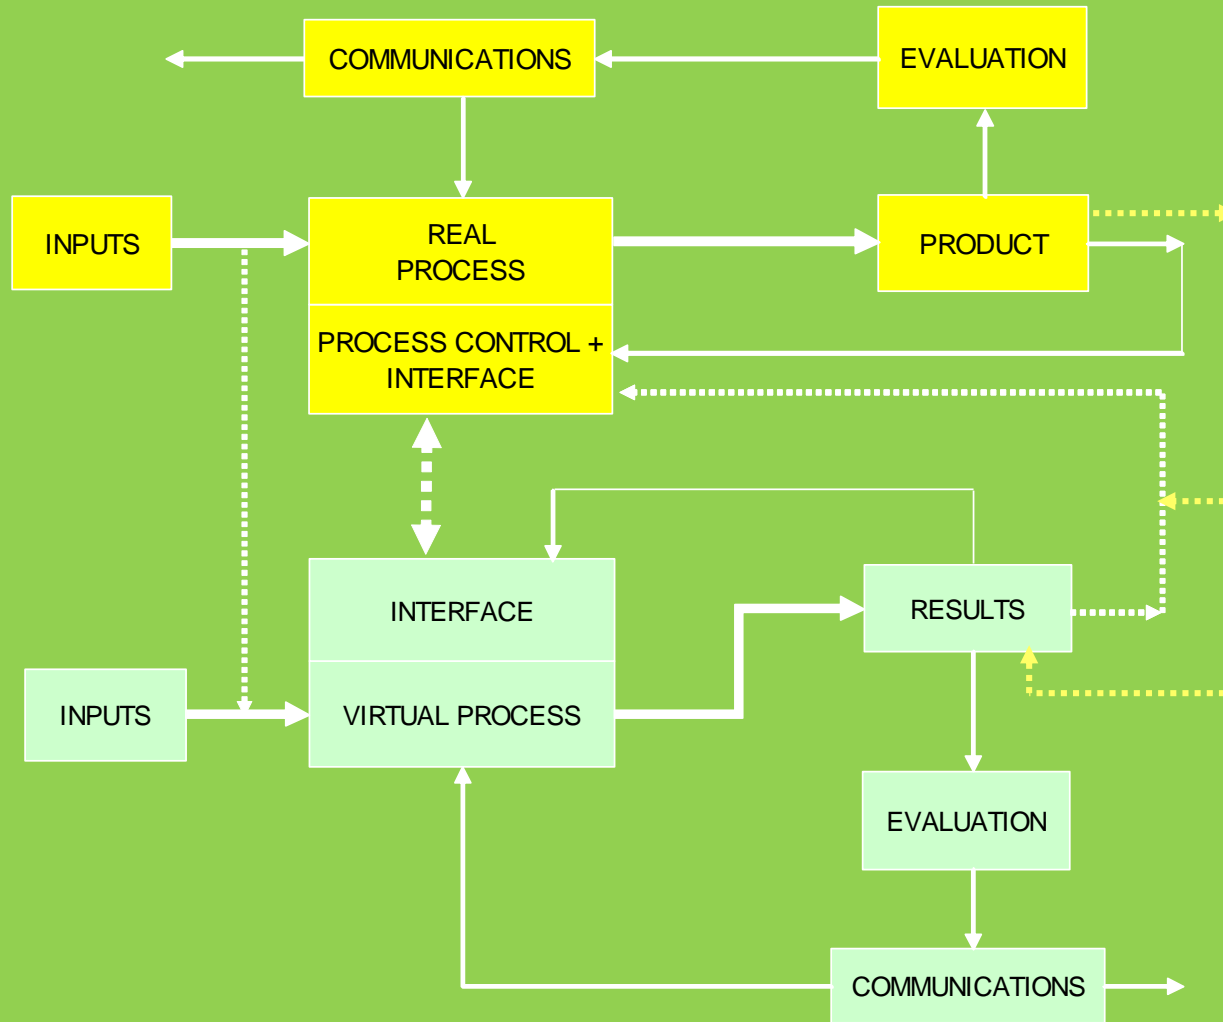 COMMUNICATIONS
EVALUATION
INPUTS
REAL
PROCESS
PRODUCT
PROCESS CONTROL +
INTERFACE
INTERFACE
RESULTS
INPUTS
VIRTUAL PROCESS
EVALUATION
COMMUNICATIONS